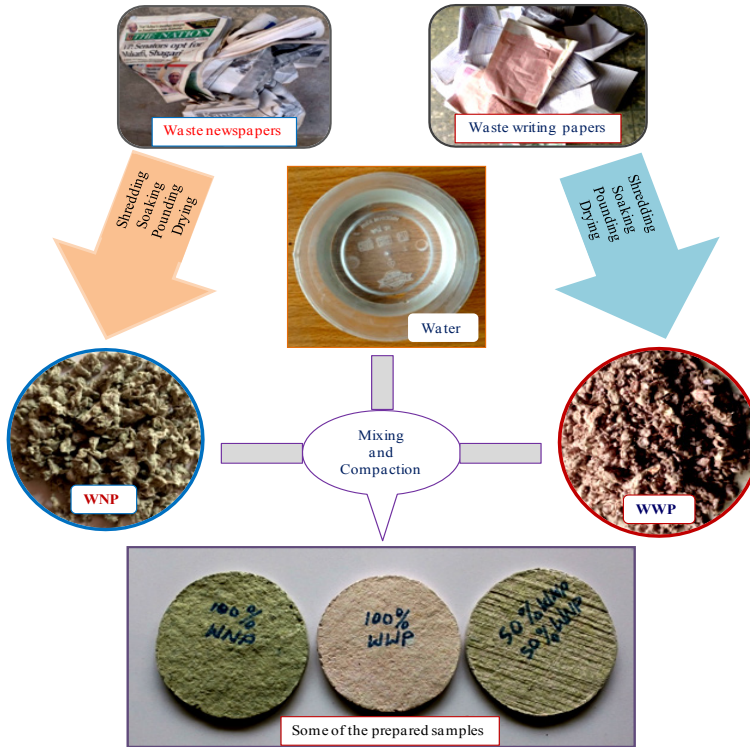 THE NATION
Senators opt for
Waste newspapers
Waste writing papers
Shredding
Soaking
Pounding
Drying
Shredding
Soaking
Pounding
Drying
Water
Mixing
and
Compaction
WNP
WWP
100%
WNP
100%
WWP
50%WWP
50%WNP
Some of the prepared samples